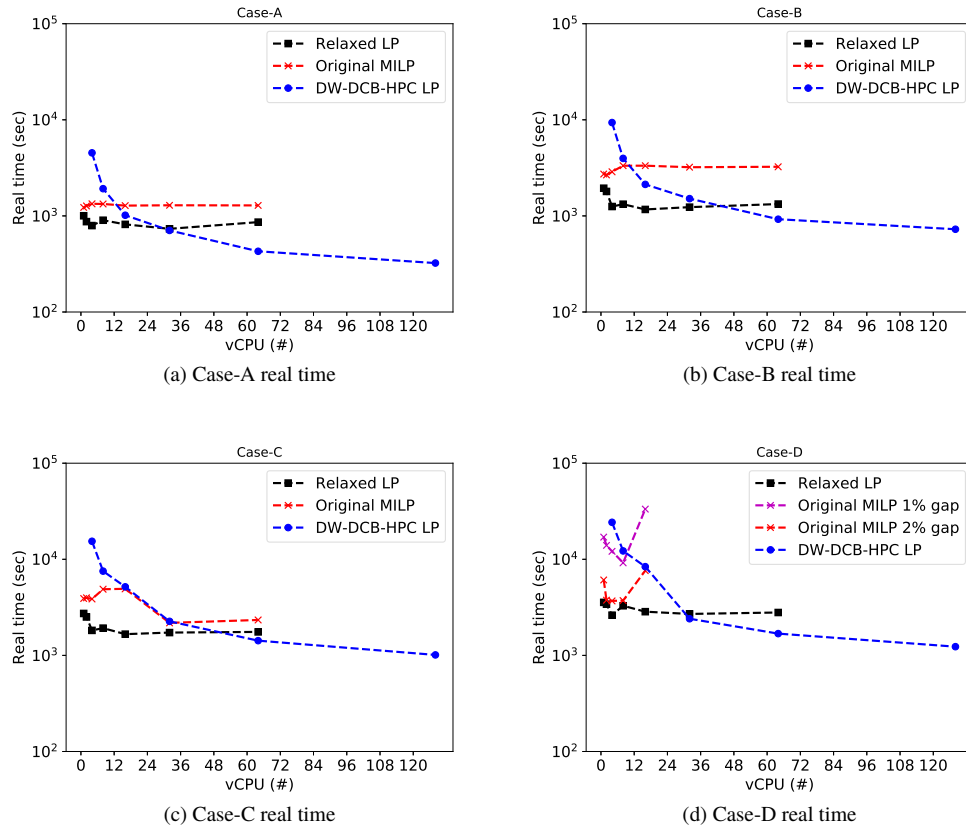 Case-A
10^5
10^4
10^3
10^2
Real time (sec)
Relaxed LP
Original MILP
DW-DCB-HPC LP
0 12 24 36 48 60 72 84 96 108 120
vCPU (#)
(a) Case-A real time
Case-B
10^5
10^4
10^3
10^2
Real time (sec)
Relaxed LP
Original MILP
DW-DCB-HPC LP
0 12 24 36 48 60 72 84 96 108 120
vCPU (#)
(b) Case-B real time
Case-C
10^5
10^4
10^3
10^2
Real time (sec)
Relaxed LP
Original MILP
DW-DCB-HPC LP
0 12 24 36 48 60 72 84 96 108 120
vCPU (#)
(c) Case-C real time
Case-D
10^5
10^4
10^3
10^2
Real time (sec)
Relaxed LP
Original MILP 1% gap
Original MILP 2% gap
DW-DCB-HPC LP
0 12 24 36 48 60 72 84 96 108 120
vCPU (#)
(d) Case-D real time